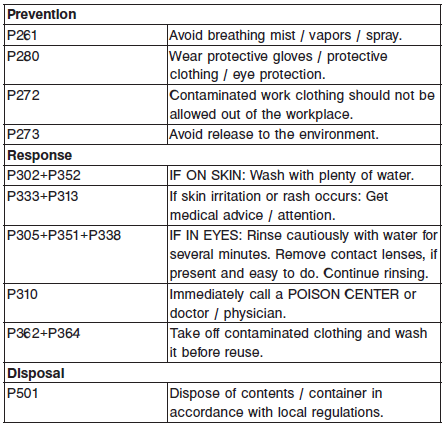 Prevention
P261 Avoid breathing mist / vapors / spray.
P280 Wear protective gloves / protective
clothing / eye protection.
P272 Contaminated work clothing should not be
allowed out of the workplace.
P273 Avoid release to the environment.
Response
P302+P352 IF ON SKIN: Wash with plenty of water.
P333+P313 If skin irritation or rash occurs: Get
medical advice / attention.
P305+P351+P338 IF IN EYES: Rinse cautiously with water for
several minutes. Remove contact lenses, if
present and easy to do. Continue rinsing.
P310 Immediately call a POISON CENTER or
doctor / physician.
P362+P364 Take off contaminated clothing and wash
it before reuse.
Disposal
P501 Dispose of contents / container in
accordance with local regulations.